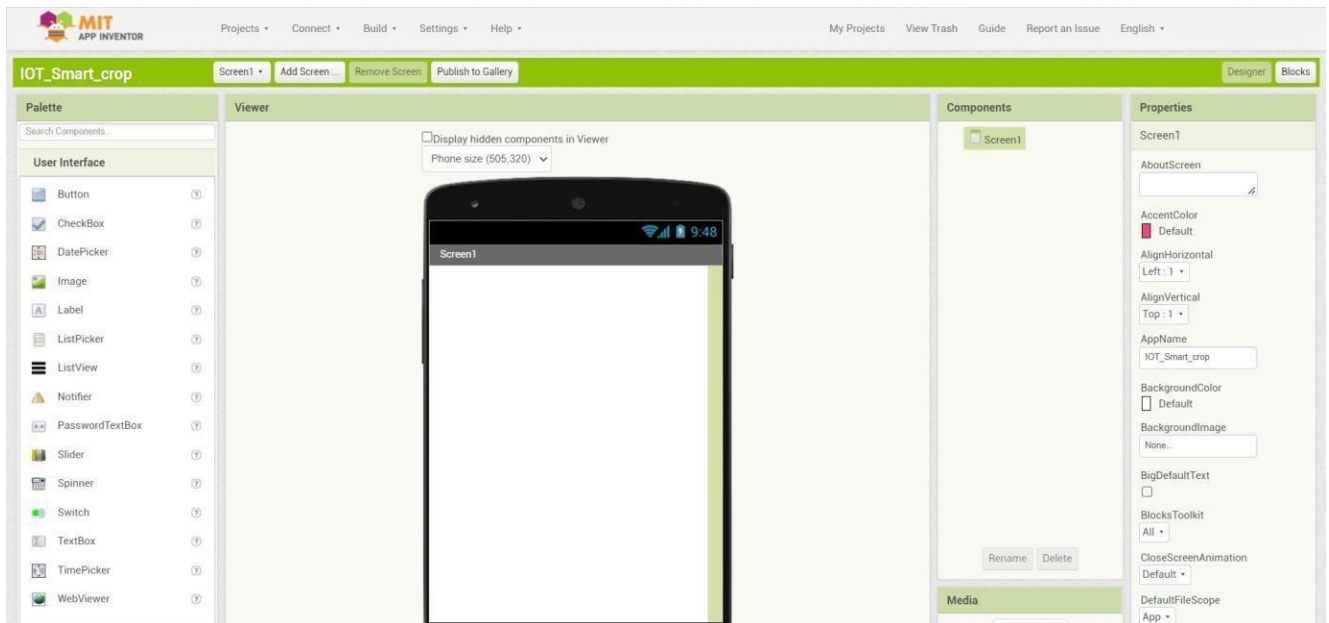 MIT
APP INVENTOR
Projects Connect Build Settings Help My Projects View Trash Guide Report an Issue English
IOT_Smart_crop Screen1 Add Screen ... Remove Screen Publish to Gallery Designer Blocks
Palette
Search Components...
User Interface
Button
CheckBox
DatePicker
Image
Label
ListPicker
ListView
Notifier
PasswordTextBox
Slider
Spinner
Switch
TextBox
TimePicker
WebViewer
Viewer
Display hidden components in Viewer
Phone size (505,320)
9:48
Screen1
Components
Screen1
Rename Delete
Media
Properties
Screen1
AboutScreen
AccentColor
Default
AlignHorizontal
Left : 1
AlignVertical
Top : 1
AppName
IOT_Smart_crop
BackgroundColor
Default
BackgroundImage
None...
BigDefaultText
BlocksToolkit
All
CloseScreenAnimation
Default
DefaultFileScope
App